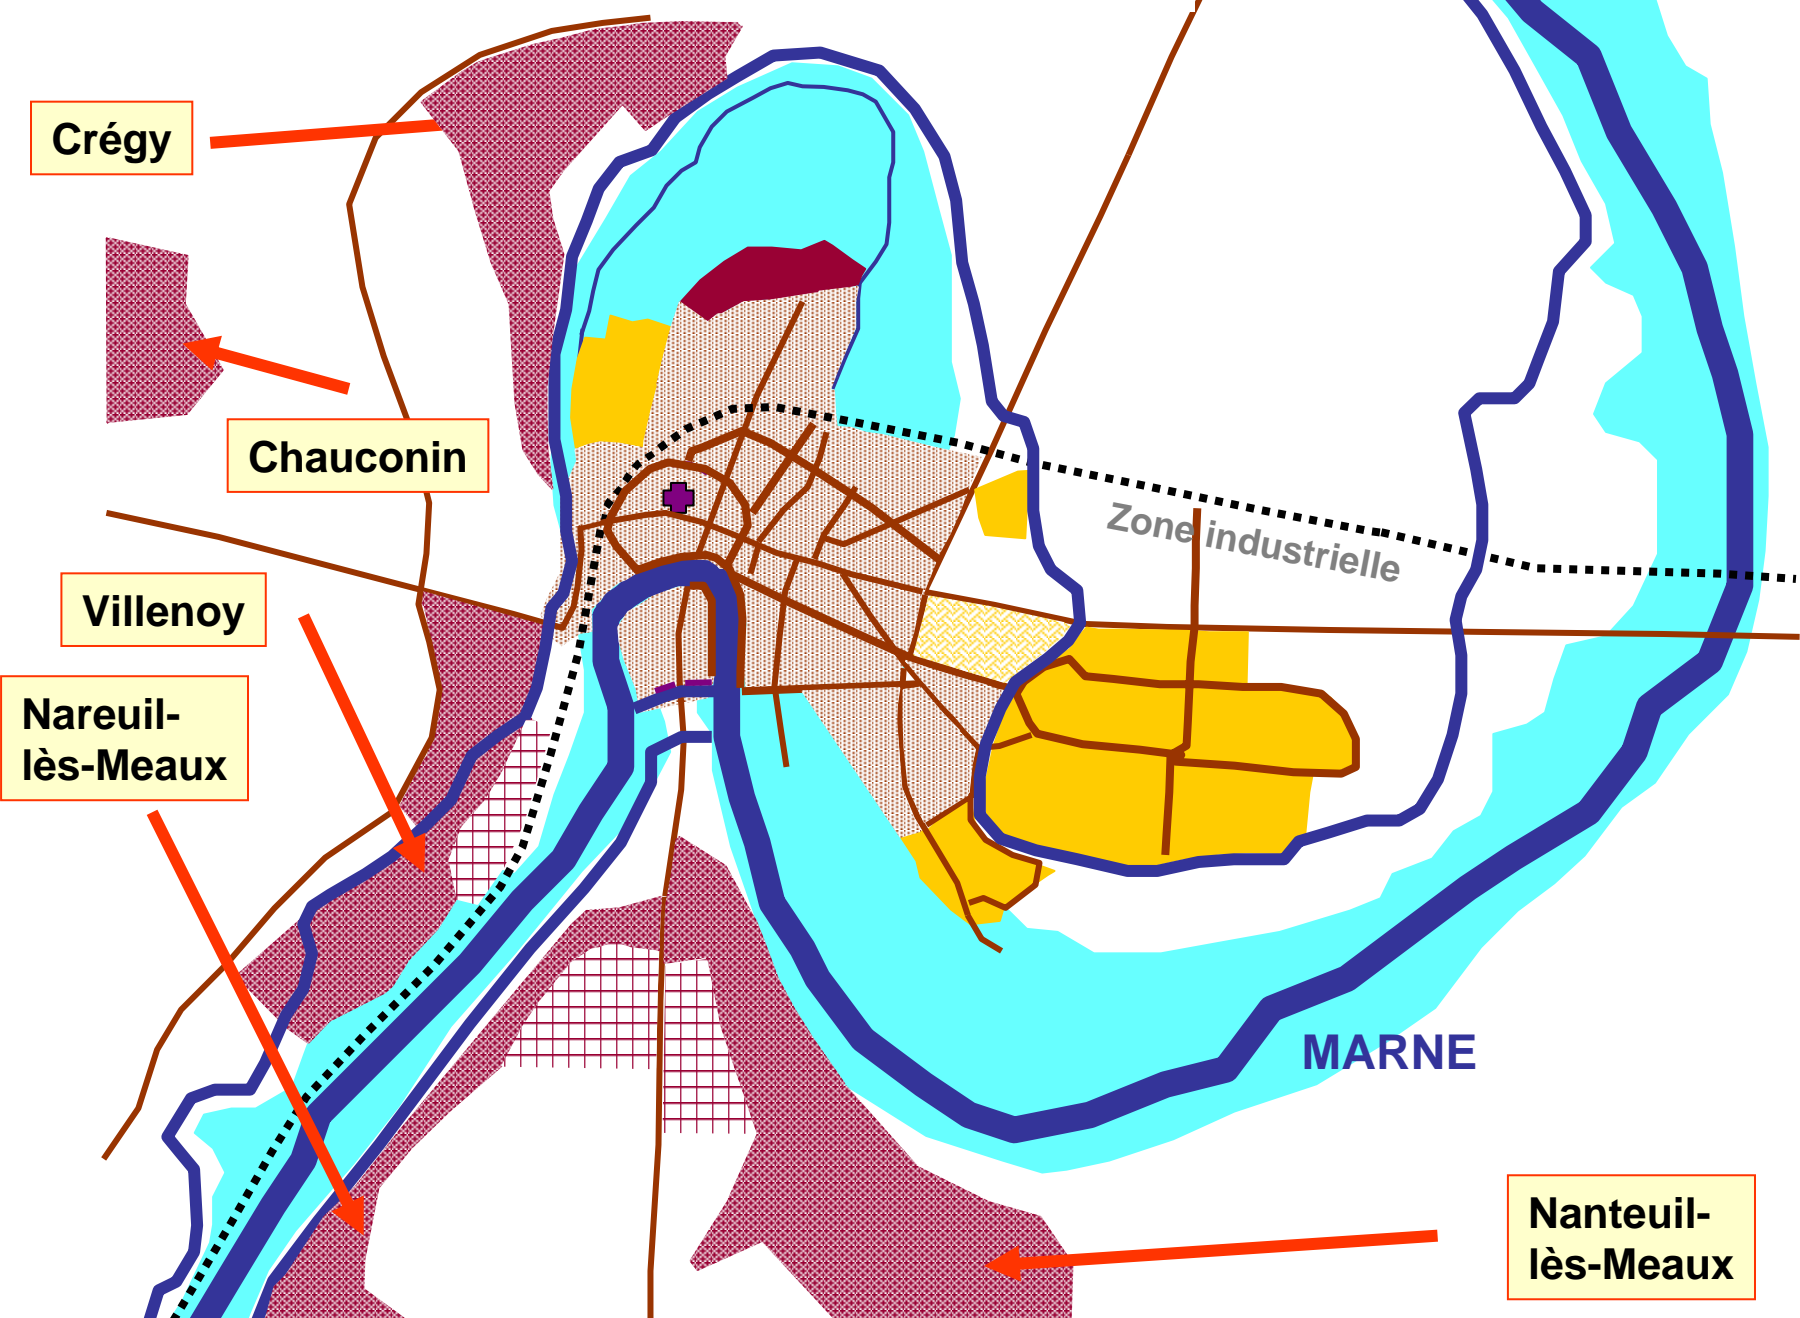 Crégy
Chauconin
Zone industrielle
Villenoy
Nareuil-
lès-Meaux
MARNE
Nanteuil-
lès-Meaux